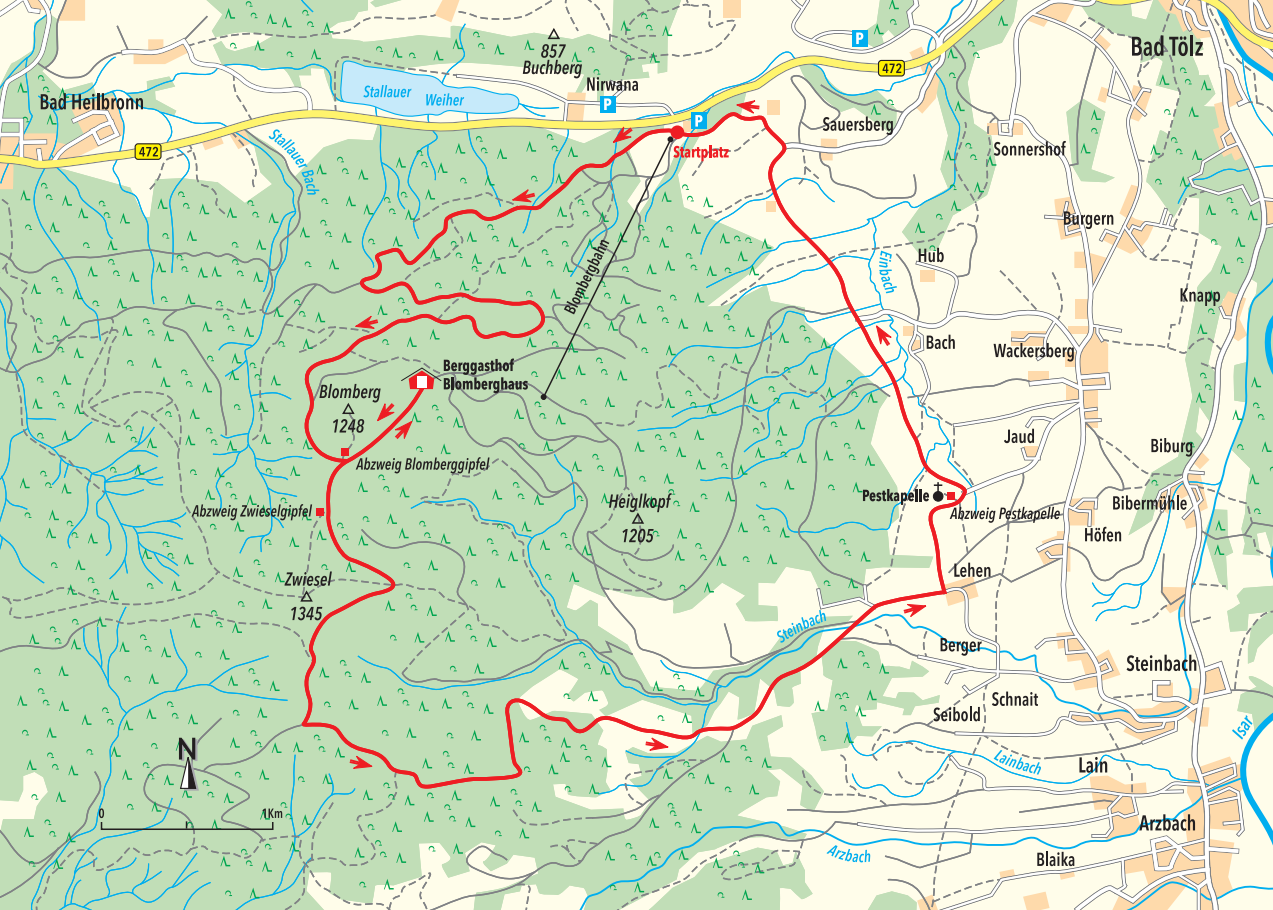 857
Buchberg
Bad Tölz
P
472
Nirwana
Stallauer
Weiher
P
Bad Heilbronn
P
Sauersberg
Startplatz
Sonnershof
472
Stallauer Bach
Burgern
Hub
Einbach
Blombergbahn
Knapp
Bach
Wackersberg
Berggasthof
Blomberghaus
Blomberg
1248
Jaud
Biburg
Abzweig Blomberggipfel
Pestkapelle
Abzweig Pestkapelle
Bibermühle
Abzweig Zwieselgipfel
Heiglkopf
1205
Höfen
Lehen
Zwiesel
1345
Steinbach
Berger
Steinbach
Schnait
Seibold
Isar
N
Lainbach
Lain
0
1Km
Arzbach
Arzbach
Blaika